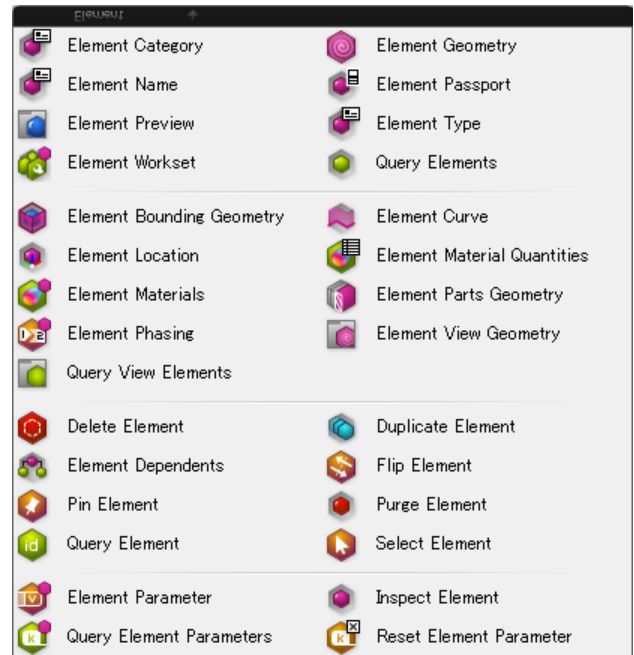 Element
Element Category
Element Geometry
Element Name
Element Passport
Element Preview
Element Type
Element Workset
Query Elements
Element Bounding Geometry
Element Curve
Element Location
Element Material Quantities
Element Materials
Element Parts Geometry
Element Phasing
Element View Geometry
Query View Elements
Delete Element
Duplicate Element
Element Dependents
Flip Element
Pin Element
Purge Element
id
Query Element
Select Element
Element Parameter
Inspect Element
Query Element Parameters
Reset Element Parameter